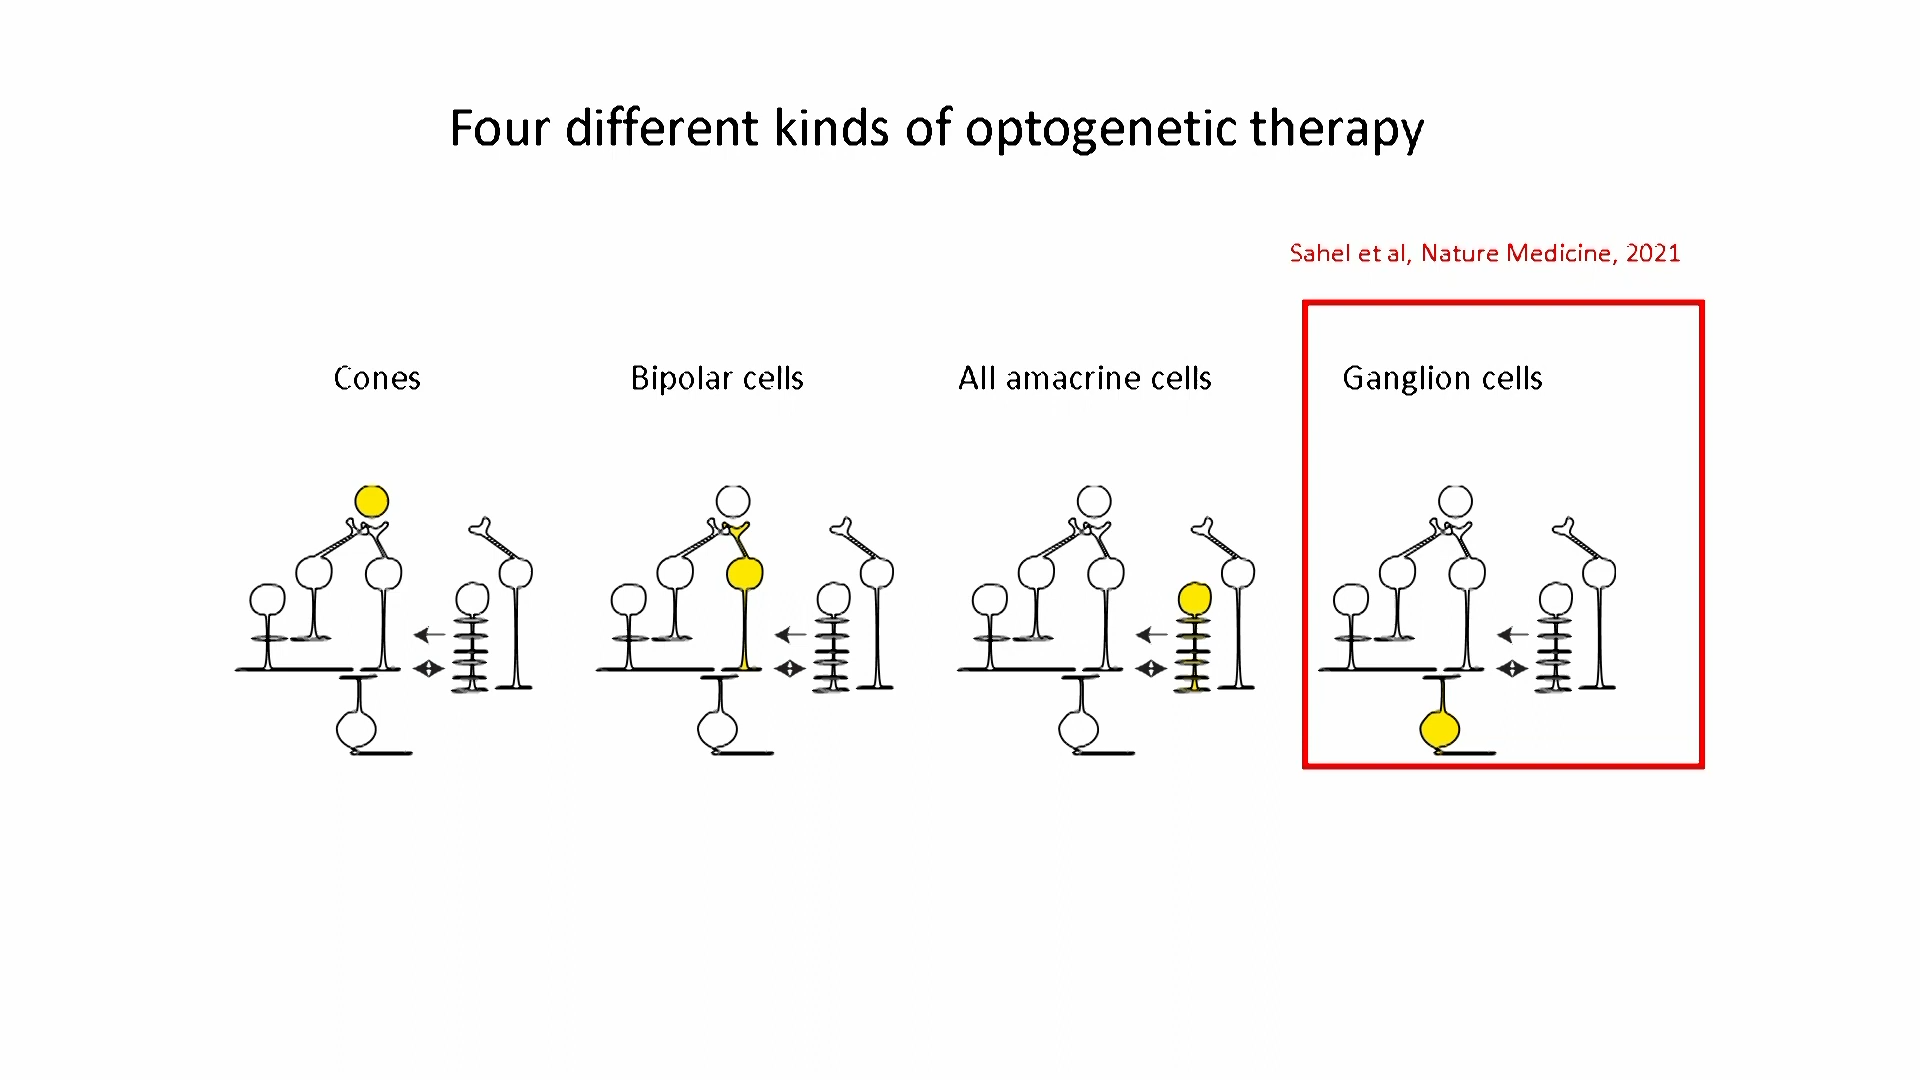 Four different kinds of optogenetic therapy
Sahel et al, Nature Medicine, 2021
Cones
Bipolar cells
All amacrine cells
Ganglion cells